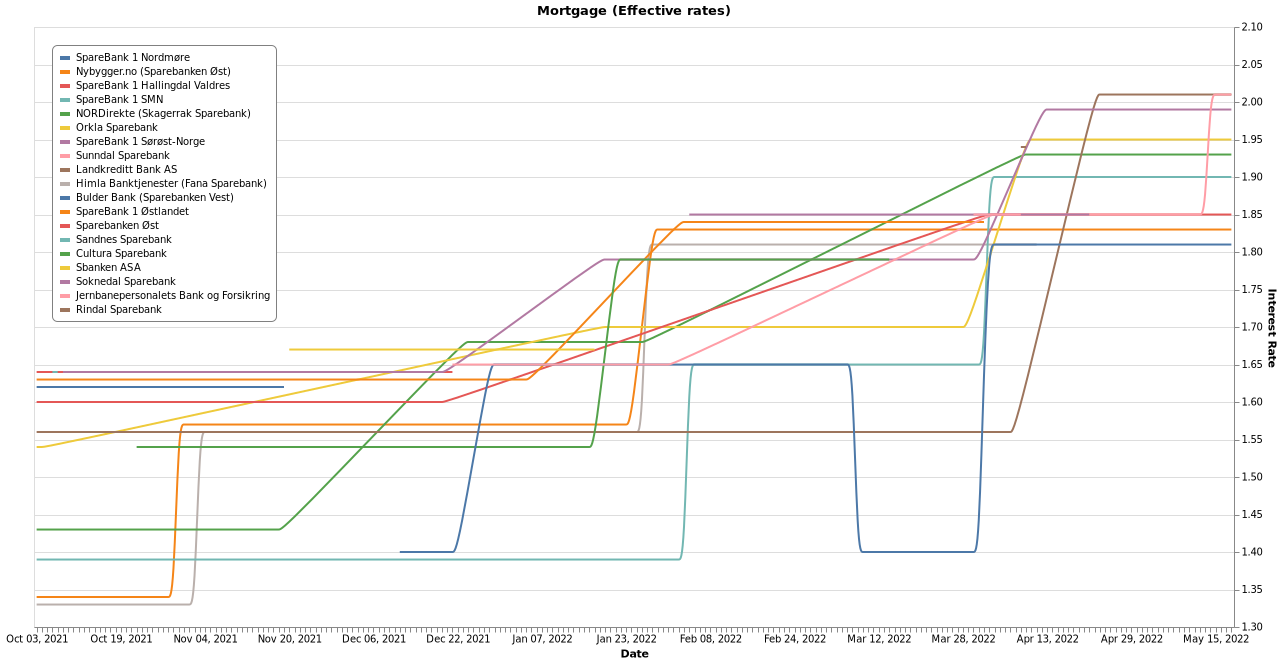 Mortgage (Effective rates)
SpareBank 1 Nordmøre
Nybygger.no (Sparebanken Øst)
SpareBank 1 Hallingdal Valdres
SpareBank 1 SMN
NORDirekte (Skagerrak Sparebank)
Orkla Sparebank
SpareBank 1 Sørøst-Norge
Sunndal Sparebank
Landkreditt Bank AS
Himla Banktjenester (Fana Sparebank)
Bulder Bank (Sparebanken Vest)
SpareBank 1 Østlandet
Sparebanken Øst
Sandnes Sparebank
Cultura Sparebank
Sbanken ASA
Soknedal Sparebank
Jernbanepersonalets Bank og Forsikring
Rindal Sparebank
2.10
2.05
2.00
1.95
1.90
1.85
1.80
1.75
1.70
1.65
1.60
1.55
1.50
1.45
1.40
1.35
1.30
Interest Rate
Oct 03, 2021 Oct 19, 2021 Nov 04, 2021 Nov 20, 2021 Dec 06, 2021 Dec 22, 2021 Jan 07, 2022 Jan 23, 2022 Feb 08, 2022 Feb 24, 2022 Mar 12, 2022 Mar 28, 2022 Apr 13, 2022 Apr 29, 2022 May 15, 2022
Date